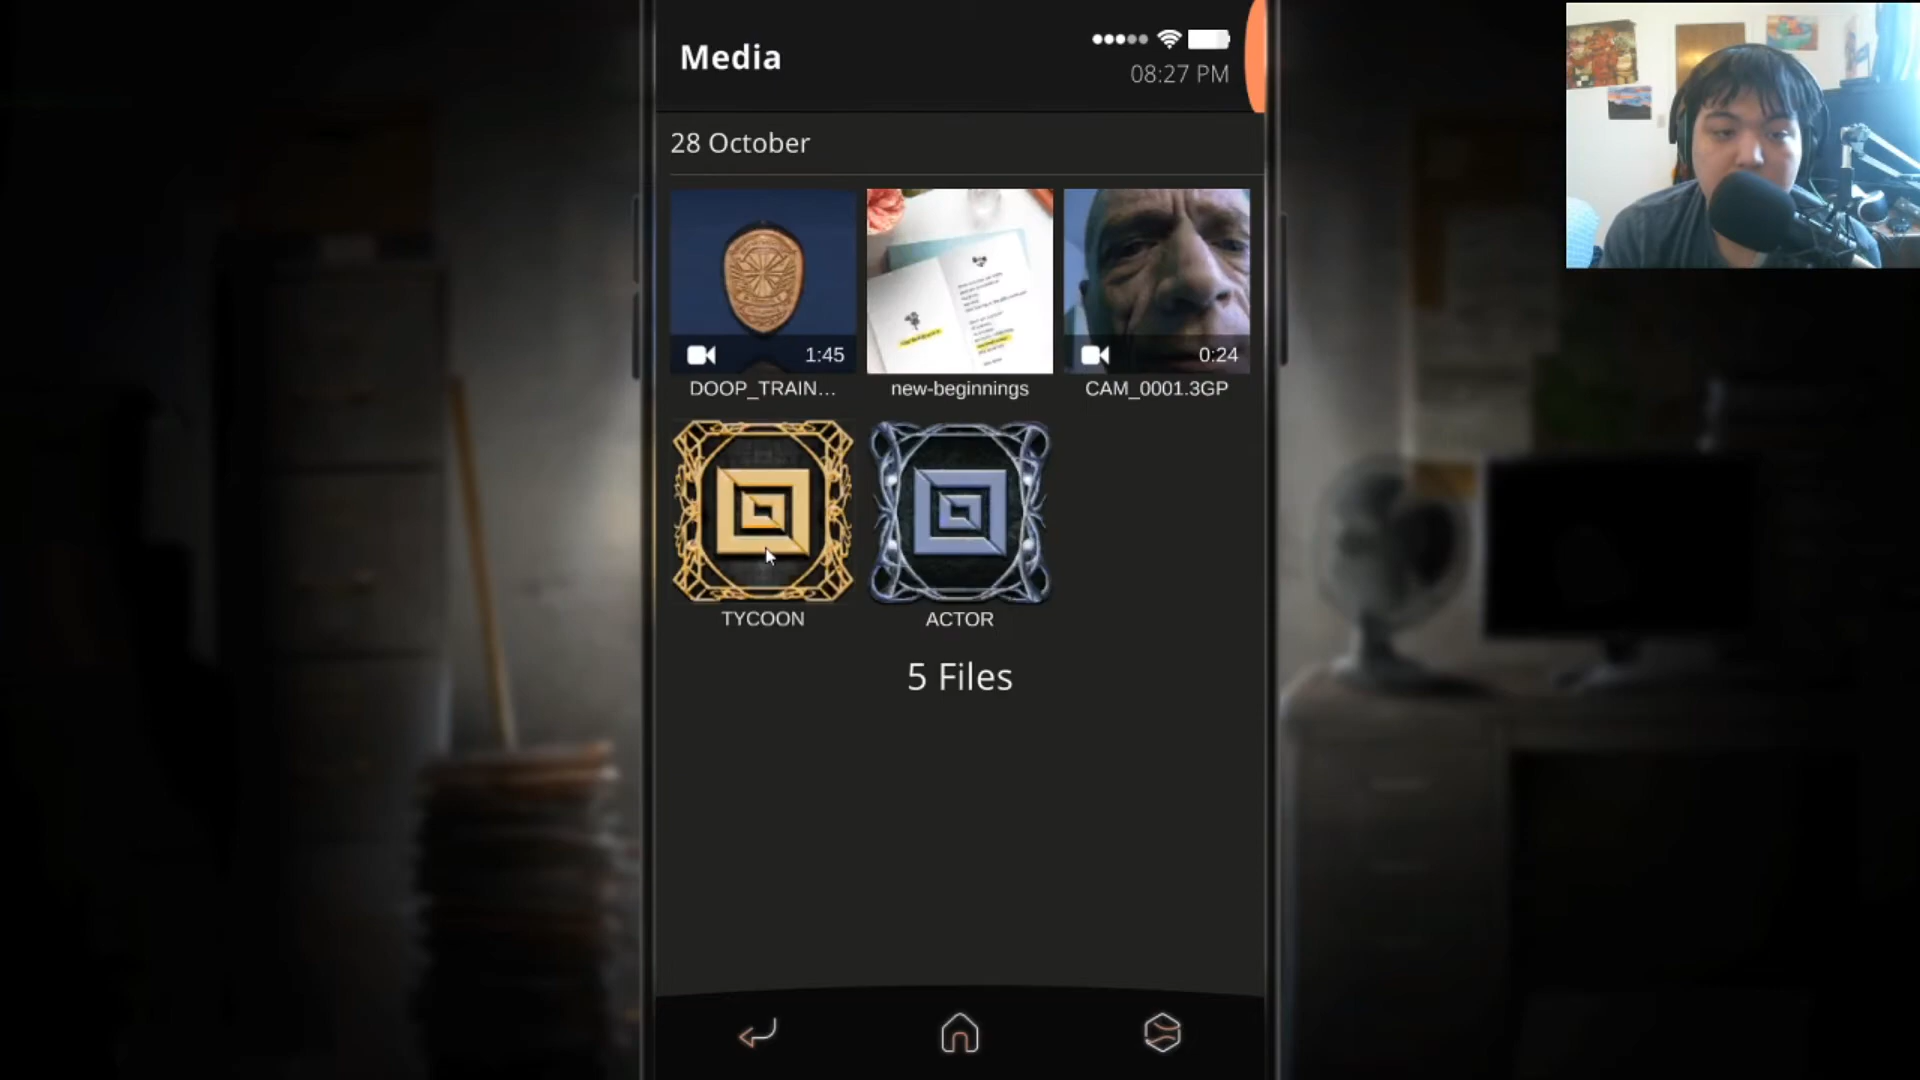 Media
08:27 PM
28 October
1:45
0:24
DOOP_TRAIN...
new-beginnings
CAM_0001.3GP
TYCOON
ACTOR
5 Files